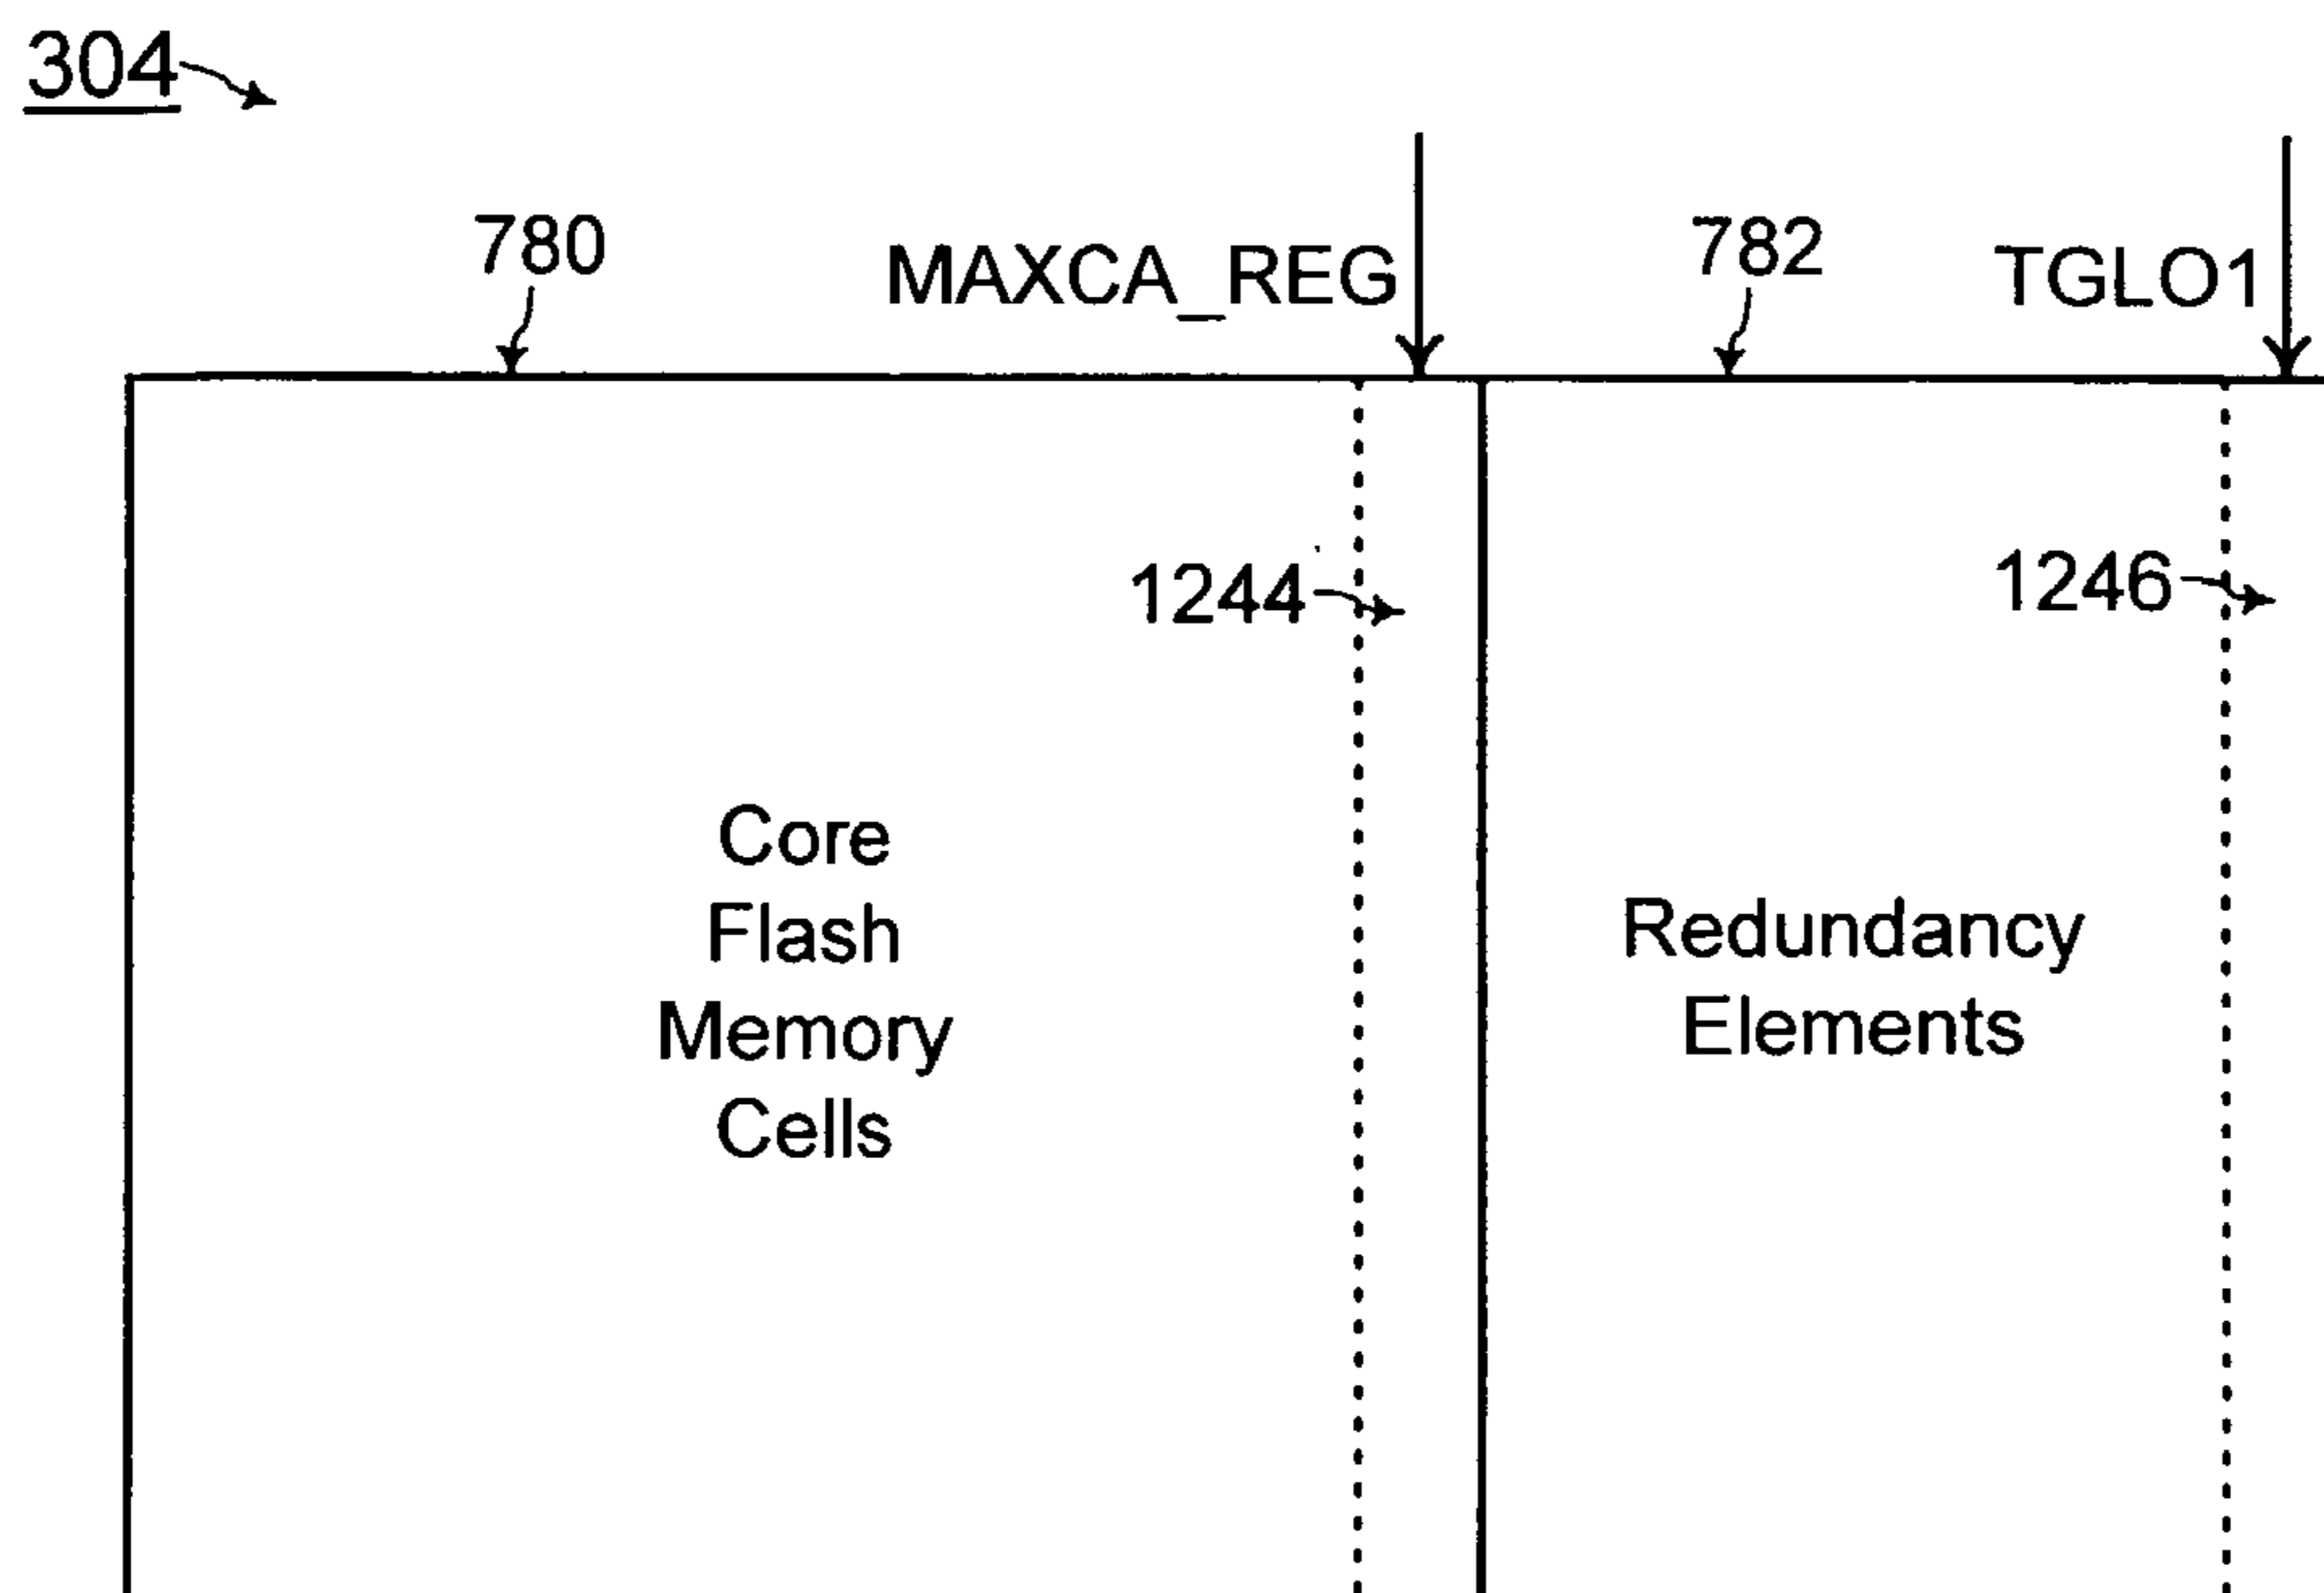 304
780
MAXCA_REG
782
TGLO1
1244
1246
Core
Flash
Memory
Cells
Redundancy
Elements